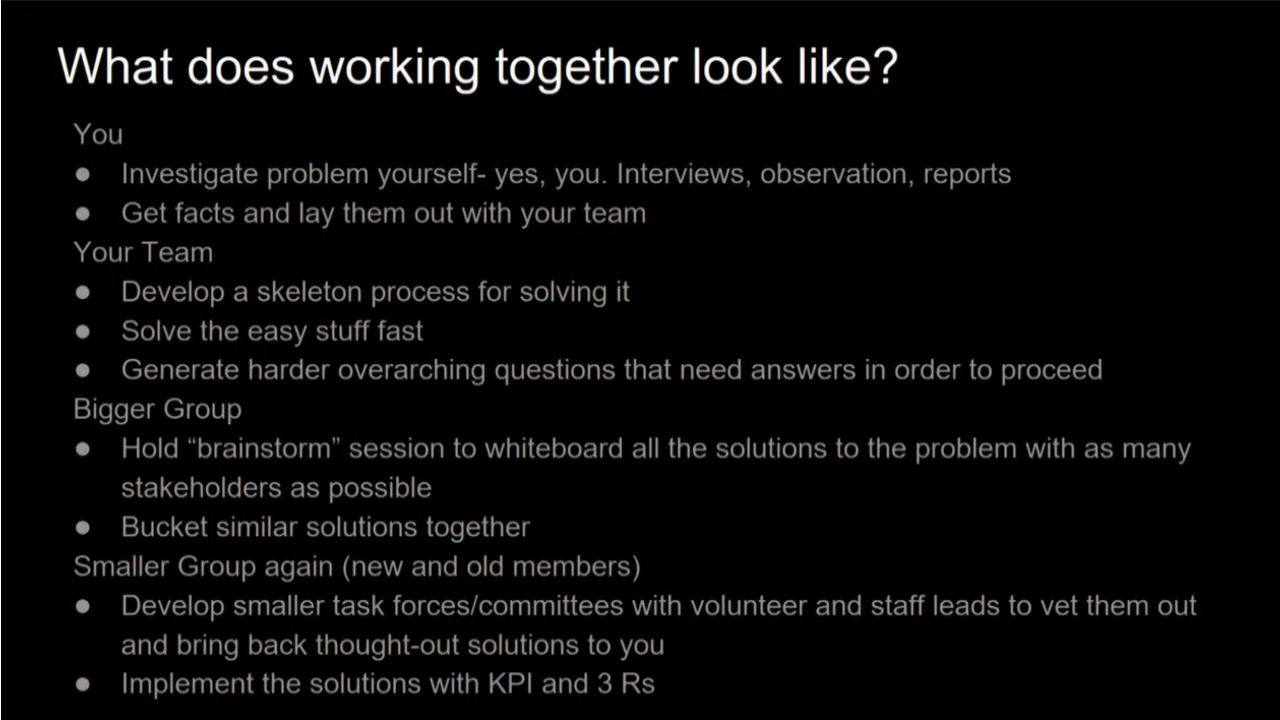 What does working together look like?
You
● Investigate problem yourself- yes, you. Interviews, observation, reports
● Get facts and lay them out with your team
Your Team
● Develop a skeleton process for solving it
● Solve the easy stuff fast
● Generate harder overarching questions that need answers in order to proceed
Bigger Group
● Hold “brainstorm” session to whiteboard all the solutions to the problem with as many
stakeholders as possible
● Bucket similar solutions together
Smaller Group again (new and old members)
● Develop smaller task forces/committees with volunteer and staff leads to vet them out
and bring back thought-out solutions to you
● Implement the solutions with KPI and 3 Rs